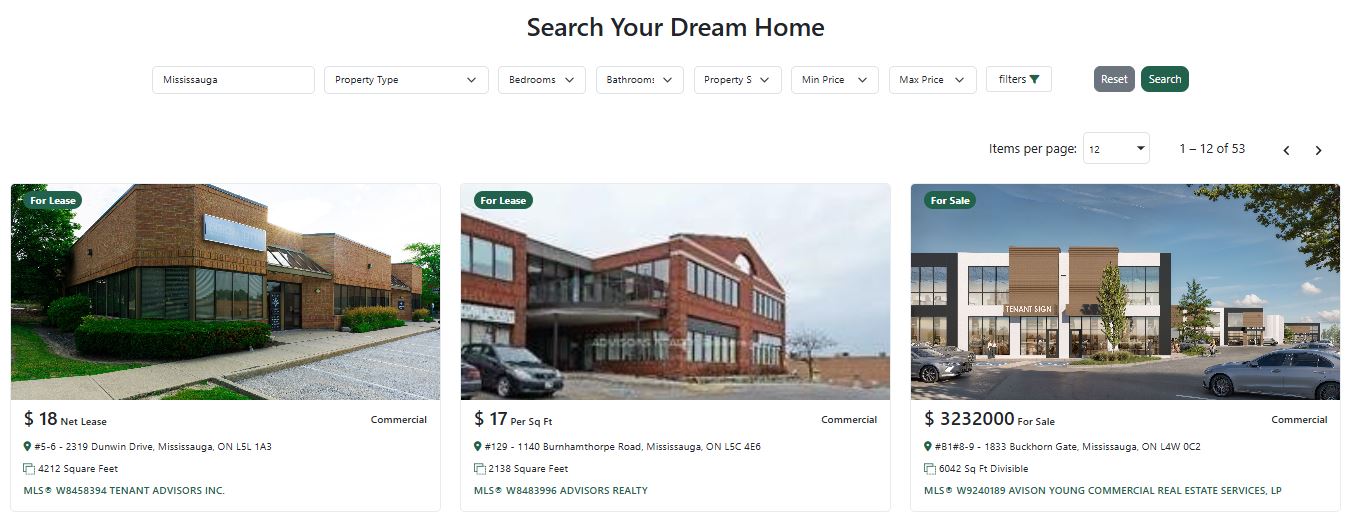 Search Your Dream Home
Mississauga Property Type Bedrooms Bathroom: Property S Min Price Max Price filters Reset Search
Items per page: 12 1 – 12 of 53
For Lease
For Lease
For Sale
TENANT SIGN
$ 18 Net Lease Commercial
#5-6 - 2319 Dunwin Drive, Mississauga, ON L5L 1A3
4212 Square Feet
MLS® W8458394 TENANT ADVISORS INC.
$ 17 Per Sq Ft Commercial
#129 - 1140 Burnhamthorpe Road, Mississauga, ON L5C 4E6
2138 Square Feet
MLS® W8483996 ADVISORS REALTY
$ 3232000 For Sale Commercial
#B1#8-9 - 1833 Buckhorn Gate, Mississauga, ON L4W 0C2
6042 Sq Ft Divisible
MLS® W9240189 AVISON YOUNG COMMERCIAL REAL ESTATE SERVICES, LP